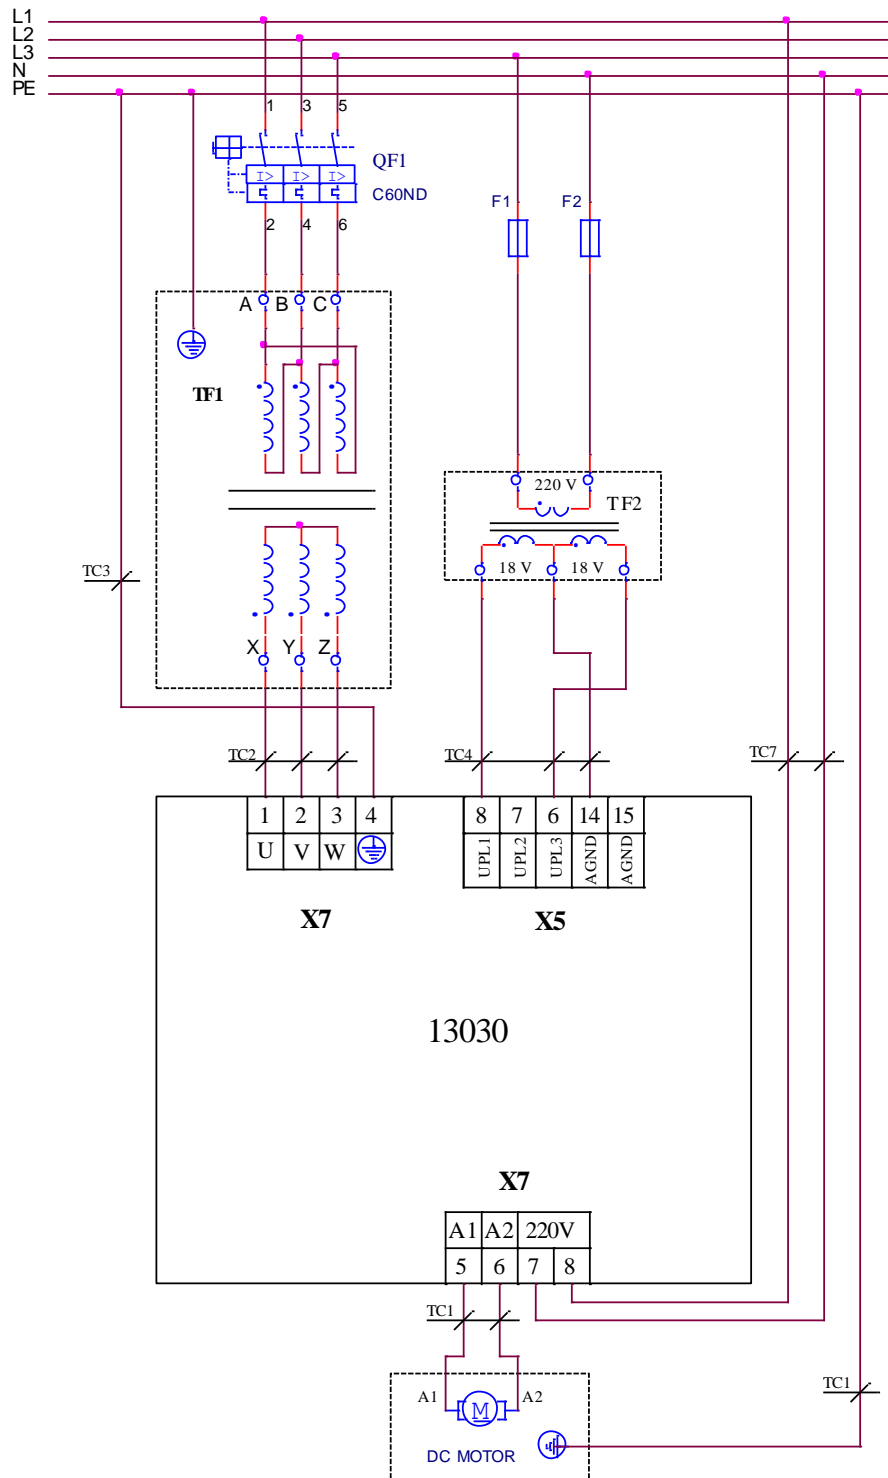 L1
L2
L3
N
PE
1 3 5
QF1
I> I> I>
C60ND
2 4 6
F1 F2
A B C
TF1
220 V
TF2
18 V 18 V
TC3
X Y Z
TC2 TC4 TC7
1 2 3 4
U V W
8 7 6 14 15
UPL1 UPL2 UPL3 AGND AGND
X7 X5
13030
X7
A1 A2 220V
5 6 7 8
TC1
TC1
A1 M A2
DC MOTOR